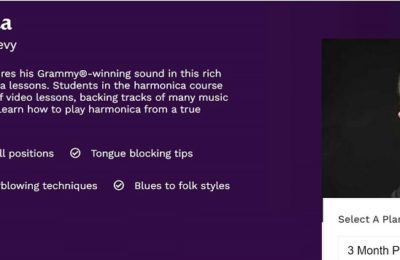 a
evy
res his Grammy®-winning sound in this rich
a lessons. Students in the harmonica course
f video lessons, backing tracks of many music
earn how to play harmonica from a true
ll positions Tongue blocking tips
blowing techniques Blues to folk styles
Select A Plan
3 Month P